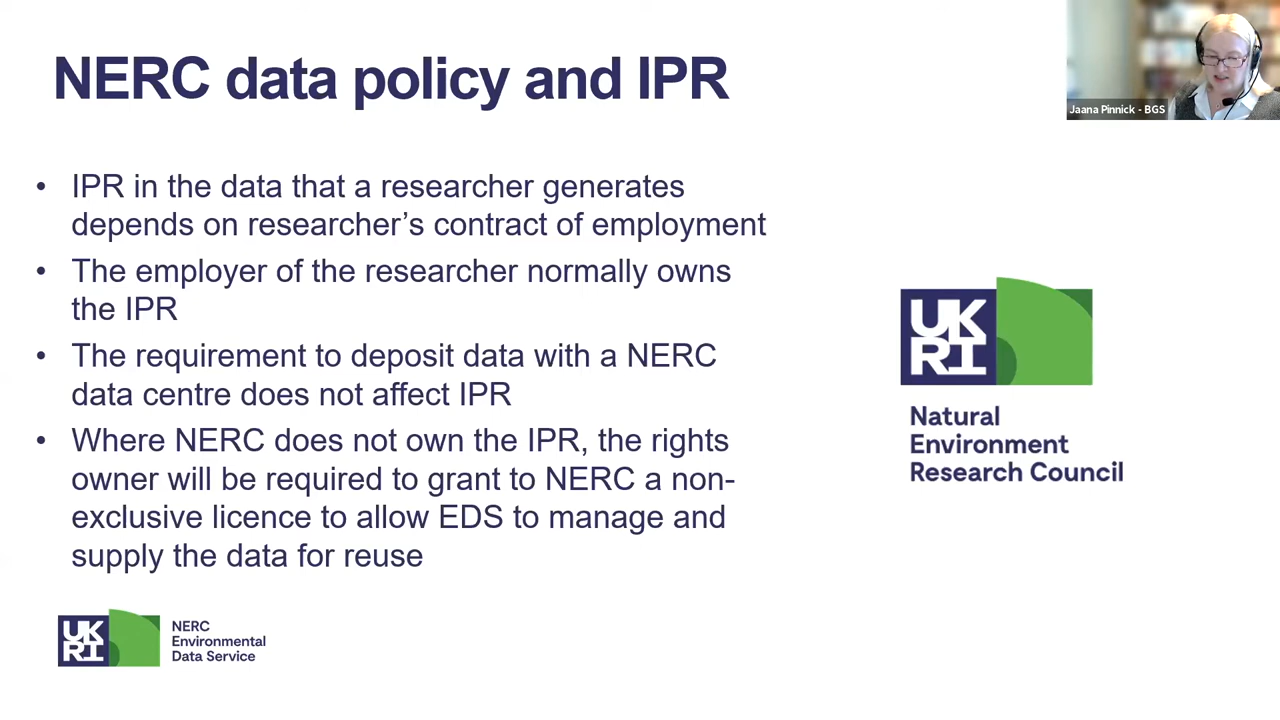 NERC data policy and IPR
Jaana Pinnick - BGS
• IPR in the data that a researcher generates
depends on researcher’s contract of employment
• The employer of the researcher normally owns
the IPR
• The requirement to deposit data with a NERC
data centre does not affect IPR
• Where NERC does not own the IPR, the rights
owner will be required to grant to NERC a non-
exclusive licence to allow EDS to manage and
supply the data for reuse
UK
RI
Natural
Environment
Research Council
UK
RI
NERC
Environmental
Data Service